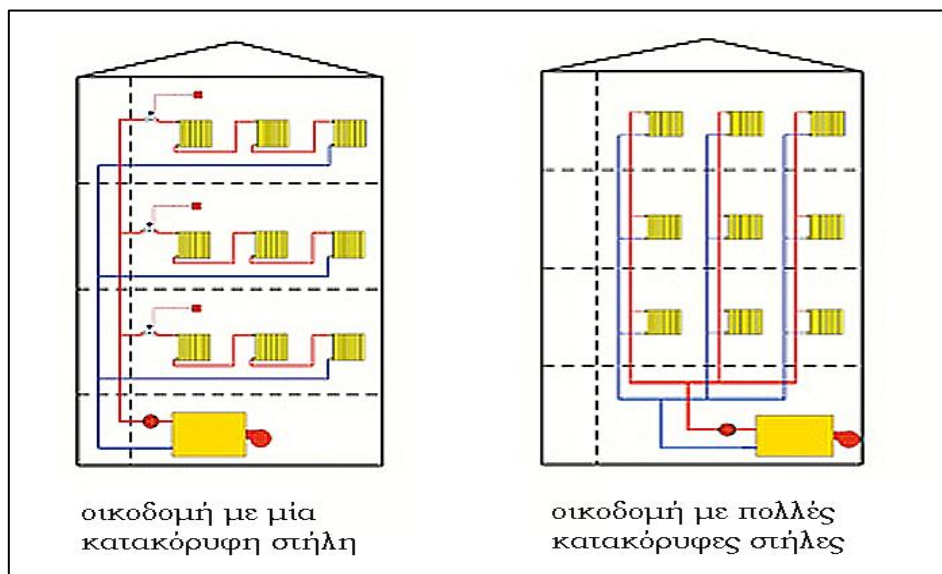 οικοδομή με μία
κατακόρυφη στήλη
οικοδομή με πολλές
κατακόρυφες στήλες